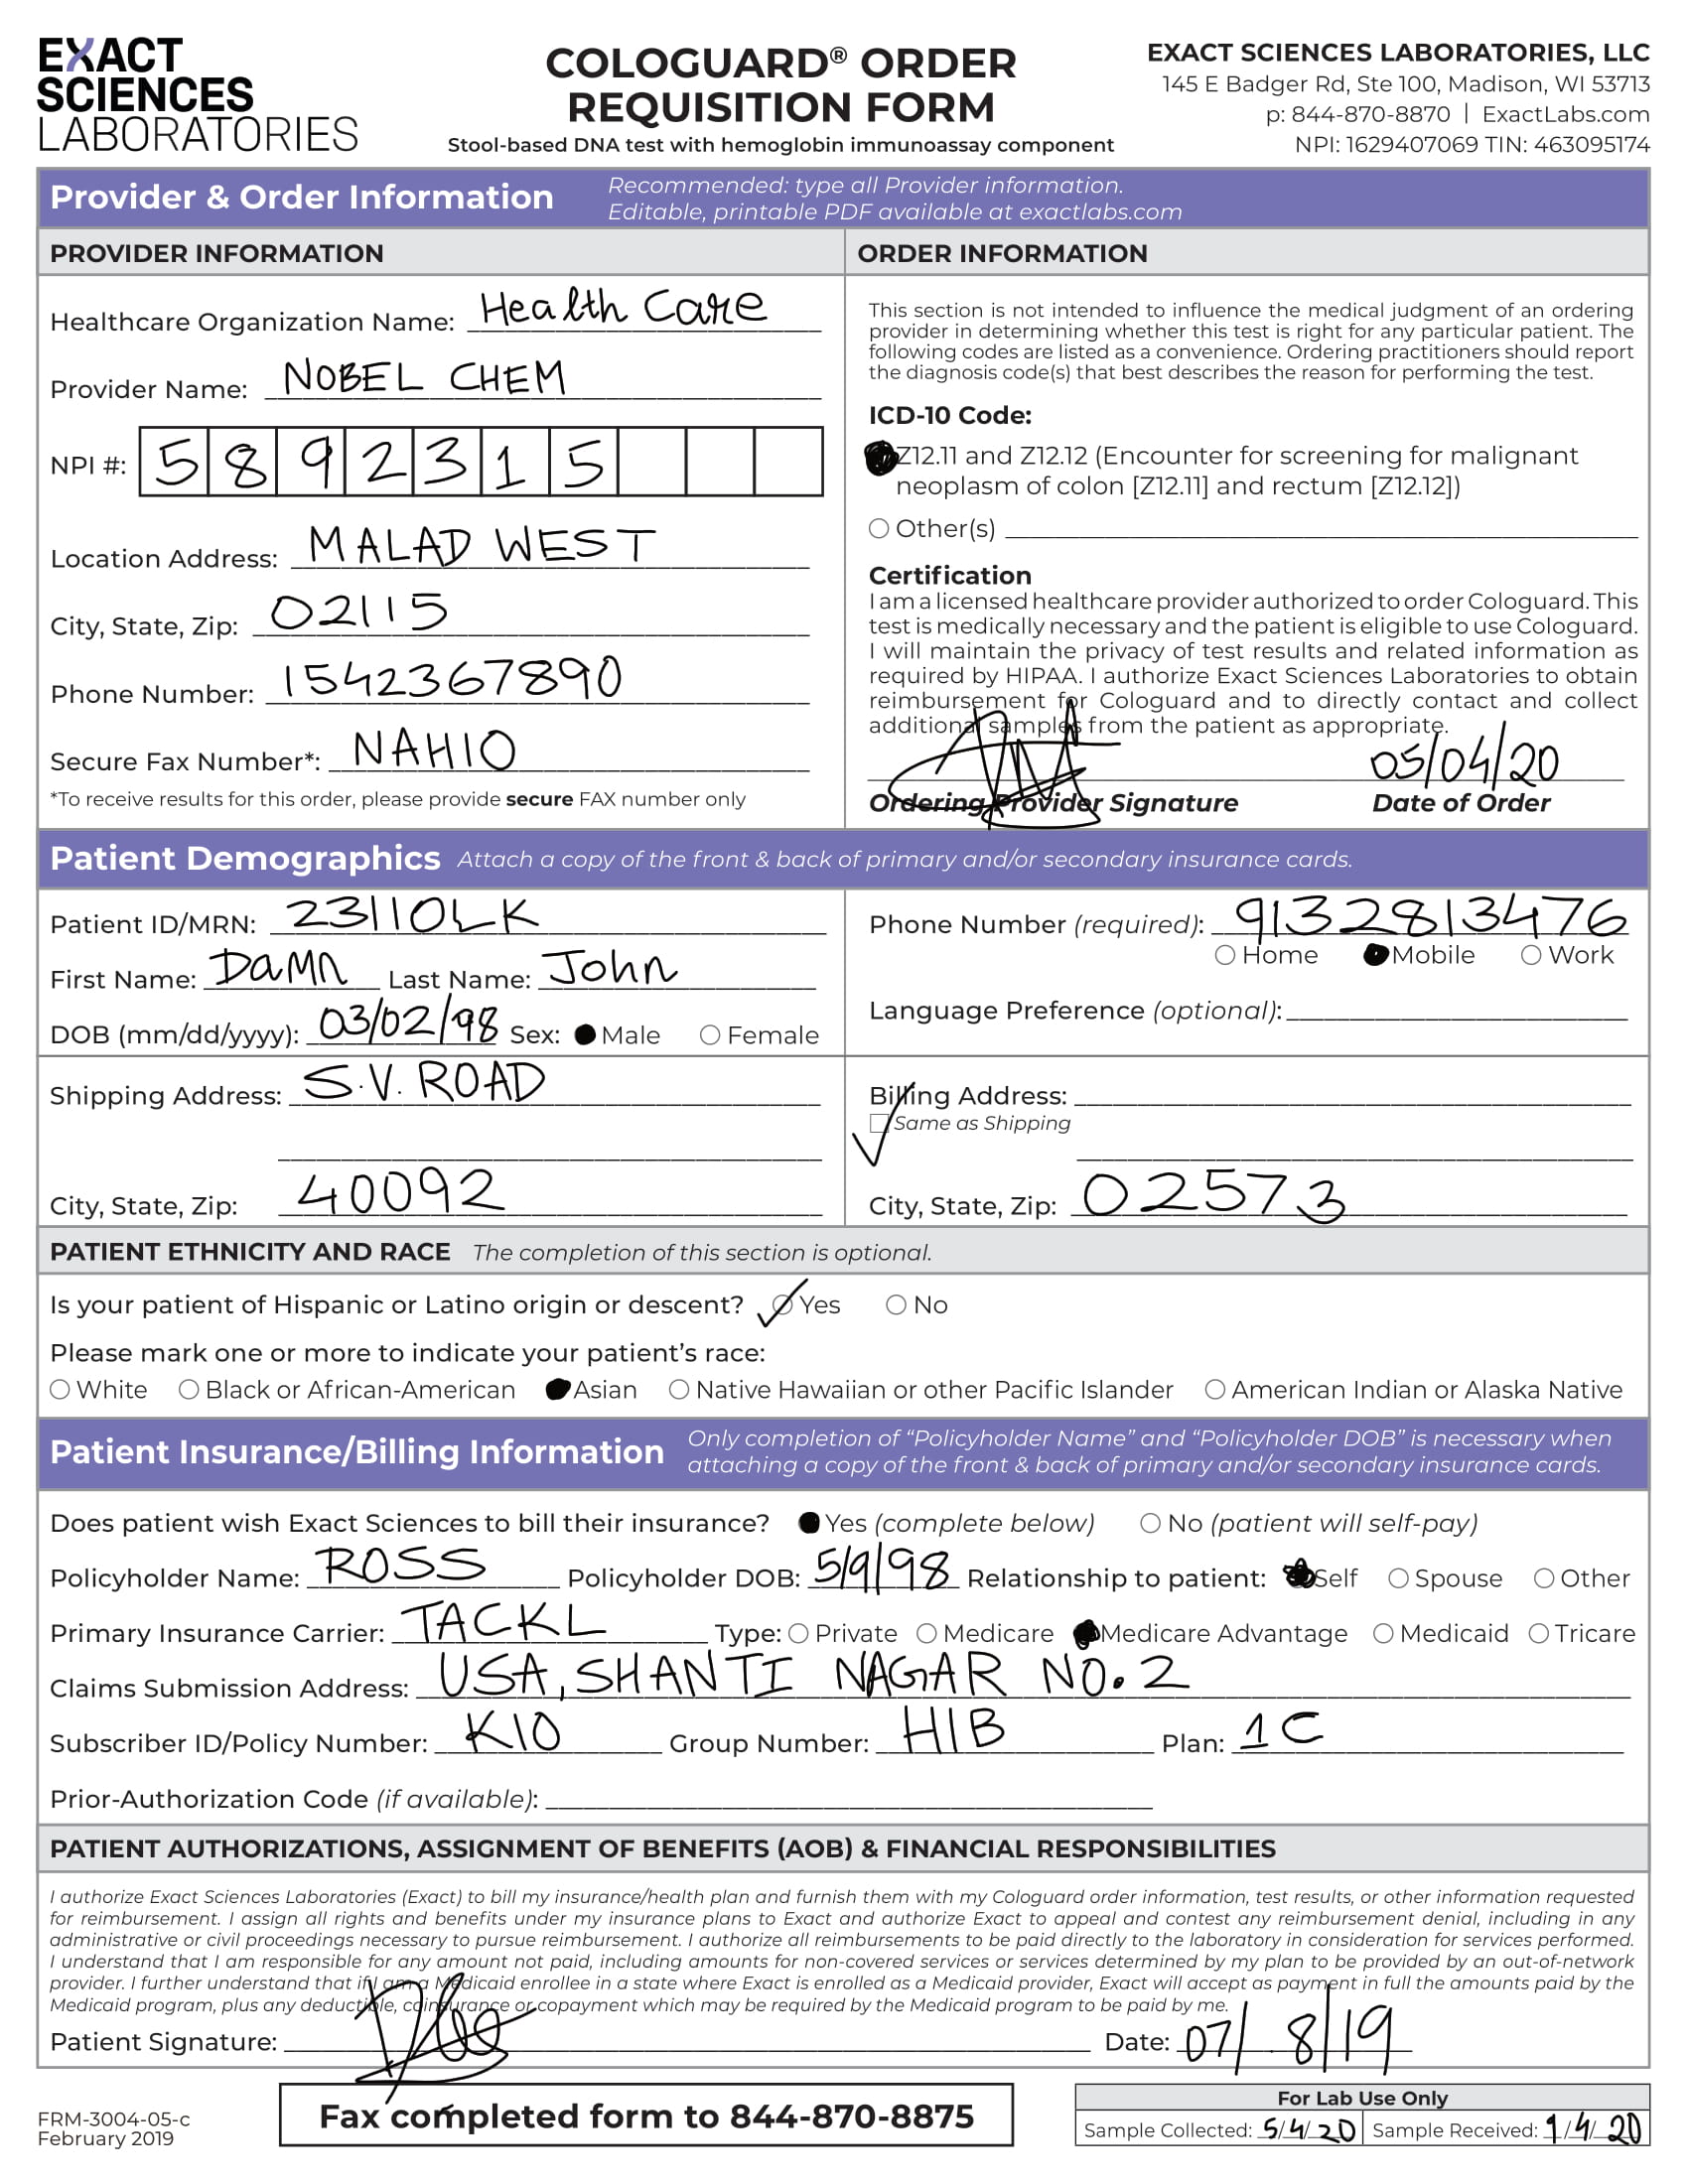 EXACT
SCIENCES
LABORATORIES
COLOGUARD® ORDER
REQUISITION FORM
Stool-based DNA test with hemoglobin immunoassay component
EXACT SCIENCES LABORATORIES, LLC
145 E Badger Rd, Ste 100, Madison, WI 53713
p: 844-870-8870 | ExactLabs.com
NPI: 1629407069 TIN: 463095174
Provider & Order Information
Recommended: type all Provider information.
Editable, printable PDF available at exactlabs.com
PROVIDER INFORMATION
Healthcare Organization Name: Health Care
Provider Name: NOBEL CHEM
NPI #: 5892315
Location Address: MALAD WEST
City, State, Zip: 02115
Phone Number: 1542367890
Secure Fax Number*: NAHIO
*To receive results for this order, please provide secure FAX number only
ORDER INFORMATION
This section is not intended to influence the medical judgment of an ordering
provider in determining whether this test is right for any particular patient. The
following codes are listed as a convenience. Ordering practitioners should report
the diagnosis code(s) that best describes the reason for performing the test.
ICD-10 Code:
Z12.11 and Z12.12 (Encounter for screening for malignant
neoplasm of colon [Z12.11] and rectum [Z12.12])
Other(s)
Certification
I am a licensed healthcare provider authorized to order Cologuard. This
test is medically necessary and the patient is eligible to use Cologuard.
I will maintain the privacy of test results and related information as
required by HIPAA. I authorize Exact Sciences Laboratories to obtain
reimbursement for Cologuard and to directly contact and collect
additional samples from the patient as appropriate.
05/04/20
Ordering Provider Signature Date of Order
Patient Demographics Attach a copy of the front & back of primary and/or secondary insurance cards.
Patient ID/MRN: 23110LK
First Name: DaMn Last Name: John
DOB (mm/dd/yyyy): 03/02/98 Sex: Male Female
Phone Number (required): 9132813476
Home Mobile Work
Language Preference (optional):
Shipping Address: S.V. ROAD
City, State, Zip: 40092
Billing Address:
Same as Shipping
City, State, Zip: 02573
PATIENT ETHNICITY AND RACE The completion of this section is optional.
Is your patient of Hispanic or Latino origin or descent? Yes No
Please mark one or more to indicate your patient's race:
White Black or African-American Asian Native Hawaiian or other Pacific Islander American Indian or Alaska Native
Patient Insurance/Billing Information
Only completion of "Policyholder Name" and "Policyholder DOB" is necessary when
attaching a copy of the front & back of primary and/or secondary insurance cards.
Does patient wish Exact Sciences to bill their insurance? Yes (complete below) No (patient will self-pay)
Policyholder Name: ROSS Policyholder DOB: 5/9/98 Relationship to patient: Self Spouse Other
Primary Insurance Carrier: TACKL Type: Private Medicare Medicare Advantage Medicaid Tricare
Claims Submission Address: USA, SHANTI NAGAR NO. 2
Subscriber ID/Policy Number: K10 Group Number: H1B Plan: 1C
Prior-Authorization Code (if available):
PATIENT AUTHORIZATIONS, ASSIGNMENT OF BENEFITS (AOB) & FINANCIAL RESPONSIBILITIES
I authorize Exact Sciences Laboratories (Exact) to bill my insurance/health plan and furnish them with my Cologuard order information, test results, or other information requested
for reimbursement. I assign all rights and benefits under my insurance plans to Exact and authorize Exact to appeal and contest any reimbursement denial, including in any
administrative or civil proceedings necessary to pursue reimbursement. I authorize all reimbursements to be paid directly to the laboratory in consideration for services performed.
I understand that I am responsible for any amount not paid, including amounts for non-covered services or services determined by my plan to be provided by an out-of-network
provider. I further understand that if I am a Medicaid enrollee in a state where Exact is enrolled as a Medicaid provider, Exact will accept as payment in full the amounts paid by the
Medicaid program, plus any deductible, coinsurance or copayment which may be required by the Medicaid program to be paid by me.
Patient Signature: Date: 07/8/19
FRM-3004-05-c
February 2019
Fax completed form to 844-870-8875
For Lab Use Only
Sample Collected: 5/4/20 Sample Received: 1/4/20